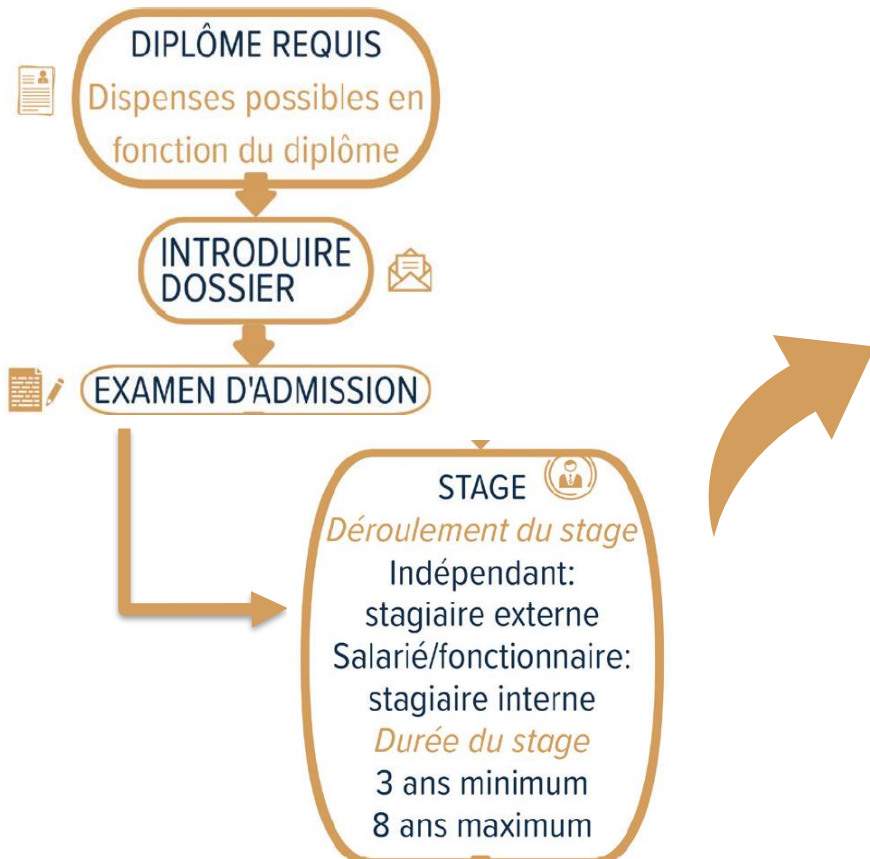 DIPLÔME REQUIS
Dispenses possibles en
fonction du diplôme
INTRODUIRE
DOSSIER
EXAMEN D'ADMISSION
STAGE
Déroulement du stage
Indépendant:
stagiaire externe
Salarié/fonctionnaire:
stagiaire interne
Durée du stage
3 ans minimum
8 ans maximum